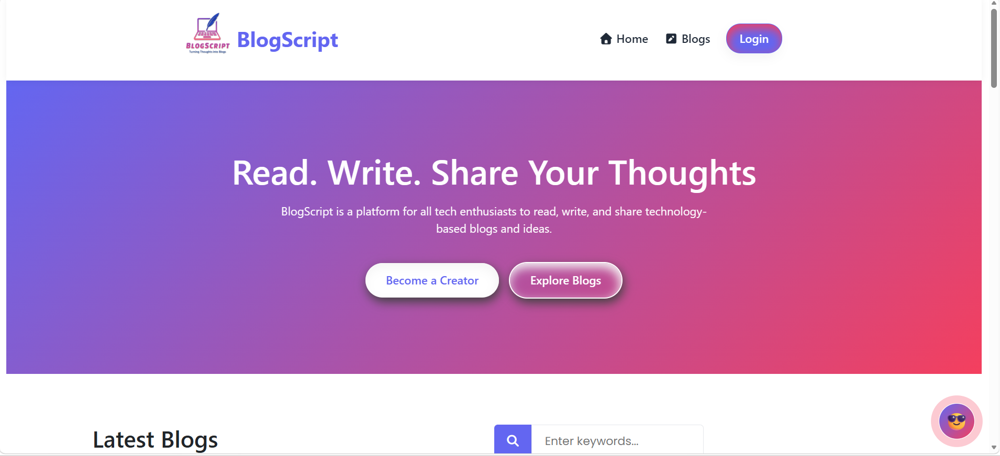 BLOGSCRIPT
Turning Thoughts into Blogs
BlogScript
Home
Blogs
Login
Read. Write. Share Your Thoughts
BlogScript is a platform for all tech enthusiasts to read, write, and share technology-
based blogs and ideas.
Become a Creator
Explore Blogs
Latest Blogs
Enter keywords...